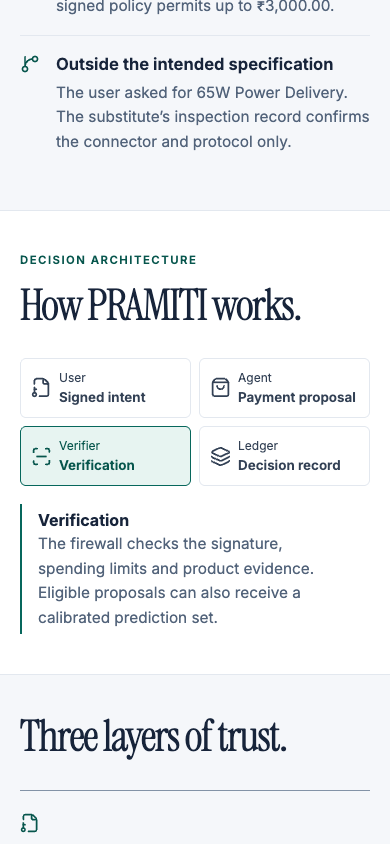 signed policy permits up to ₹3,000.00.
Outside the intended specification
The user asked for 65W Power Delivery.
The substitute’s inspection record confirms
the connector and protocol only.
DECISION ARCHITECTURE
How PRAMITI works.
User
Signed intent
Agent
Payment proposal
Verifier
Verification
Ledger
Decision record
Verification
The firewall checks the signature,
spending limits and product evidence.
Eligible proposals can also receive a
calibrated prediction set.
Three layers of trust.